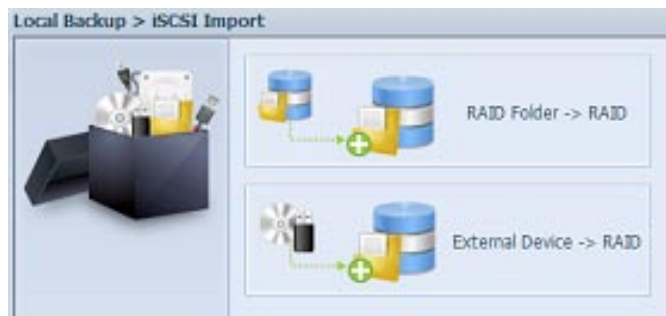 Local Backup > iSCSI Import
RAID Folder -> RAID
External Device -> RAID